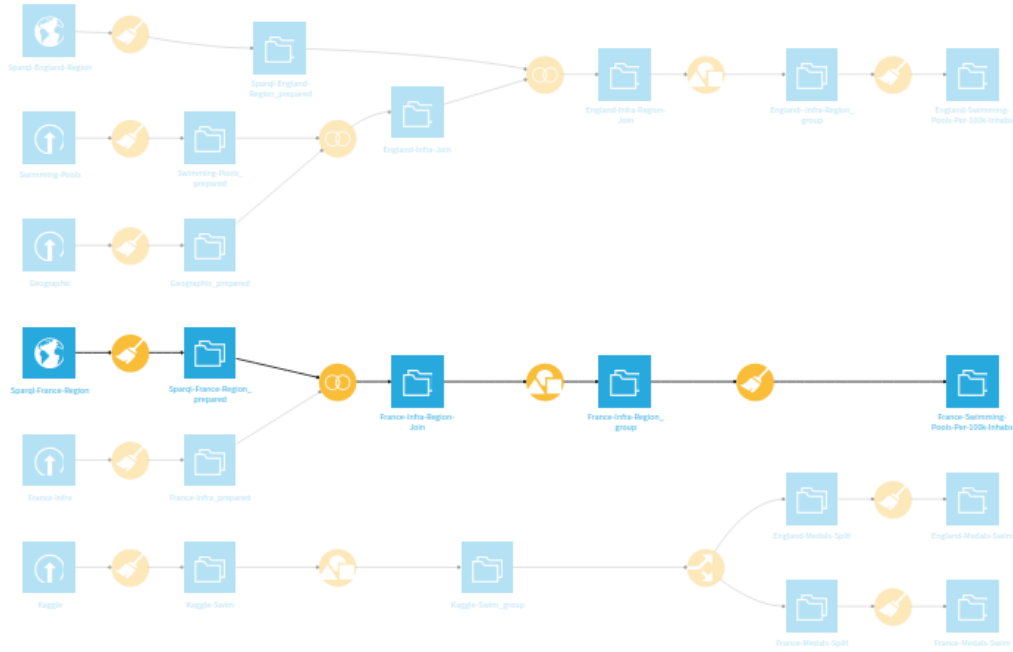 Sparql-England-Region
Sparql-England-
Region_prepared
England-Infra-Region-
Join
England--Infra-Region_
group
England-Swimming-
Pools-Per-100k-Inhabs
England-Infra-Join
Swimming-Pools
Swimming-Pools_
prepared
Geographic
Geographic_prepared
Sparql-France-Region
Sparql-France-Region_
prepared
France-Infra-Region-
Join
France-Infra-Region_
group
France-Swimming-
Pools-Per-100k-Inhabs
France-Infra
France-Infra_prepared
England-Medals-Split
England-Medals-Swim
Kaggle
Kaggle-Swim
Kaggle-Swim_group
France-Medals-Split
France-Medals-Swim